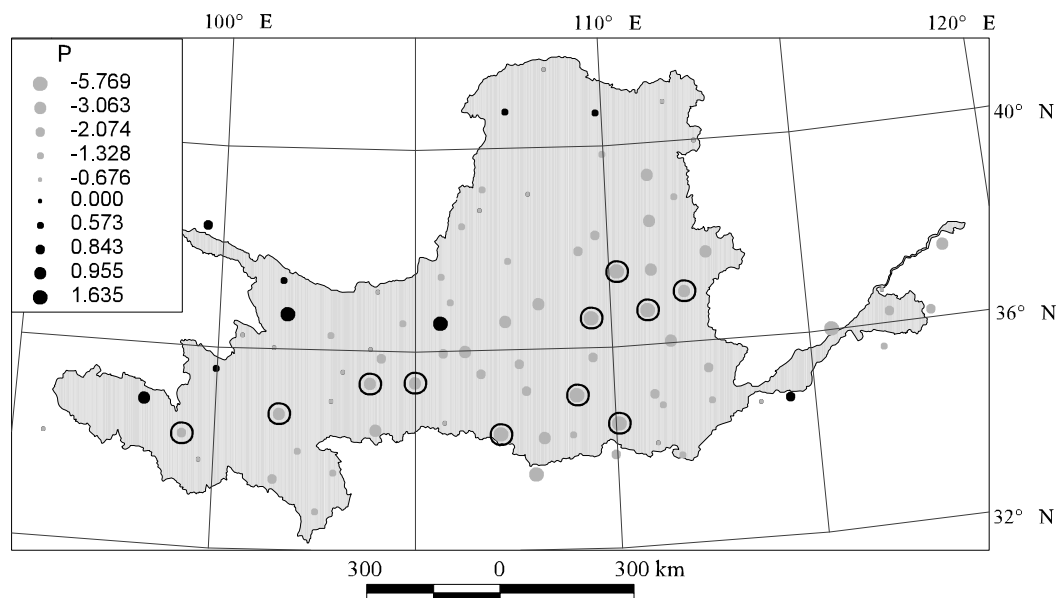 100° E
110° E
120° E
P
-5.769
-3.063
-2.074
-1.328
-0.676
0.000
0.573
0.843
0.955
1.635
40° N
36° N
32° N
300 0 300 km